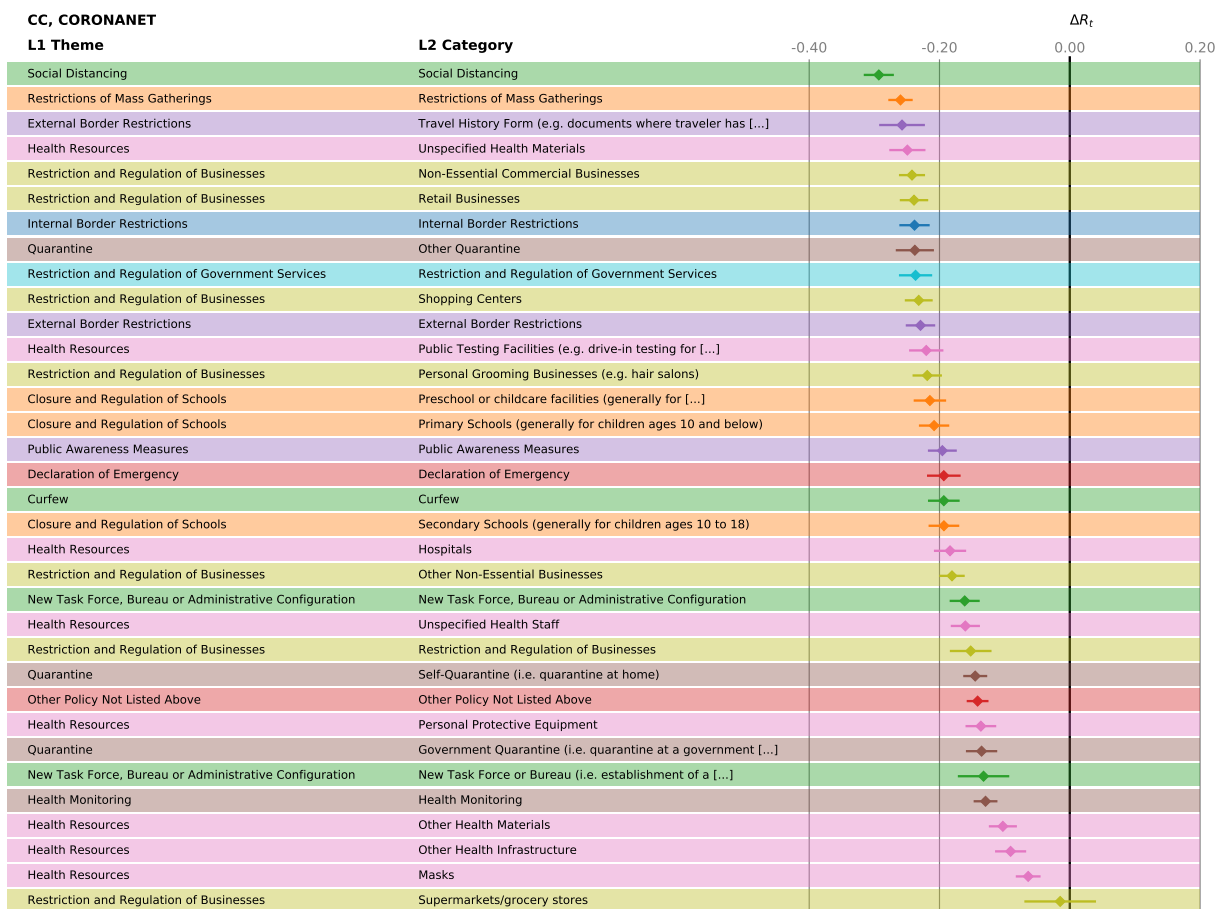 CC, CORONANET ΔRt
L1 Theme L2 Category -0.40 -0.20 0.00 0.20
Social Distancing Social Distancing
Restrictions of Mass Gatherings Restrictions of Mass Gatherings
External Border Restrictions Travel History Form (e.g. documents where traveler has [...]
Health Resources Unspecified Health Materials
Restriction and Regulation of Businesses Non-Essential Commercial Businesses
Restriction and Regulation of Businesses Retail Businesses
Internal Border Restrictions Internal Border Restrictions
Quarantine Other Quarantine
Restriction and Regulation of Government Services Restriction and Regulation of Government Services
Restriction and Regulation of Businesses Shopping Centers
External Border Restrictions External Border Restrictions
Health Resources Public Testing Facilities (e.g. drive-in testing for [...]
Restriction and Regulation of Businesses Personal Grooming Businesses (e.g. hair salons)
Closure and Regulation of Schools Preschool or childcare facilities (generally for [...]
Closure and Regulation of Schools Primary Schools (generally for children ages 10 and below)
Public Awareness Measures Public Awareness Measures
Declaration of Emergency Declaration of Emergency
Curfew Curfew
Closure and Regulation of Schools Secondary Schools (generally for children ages 10 to 18)
Health Resources Hospitals
Restriction and Regulation of Businesses Other Non-Essential Businesses
New Task Force, Bureau or Administrative Configuration New Task Force, Bureau or Administrative Configuration
Health Resources Unspecified Health Staff
Restriction and Regulation of Businesses Restriction and Regulation of Businesses
Quarantine Self-Quarantine (i.e. quarantine at home)
Other Policy Not Listed Above Other Policy Not Listed Above
Health Resources Personal Protective Equipment
Quarantine Government Quarantine (i.e. quarantine at a government [...]
New Task Force, Bureau or Administrative Configuration New Task Force or Bureau (i.e. establishment of a [...]
Health Monitoring Health Monitoring
Health Resources Other Health Materials
Health Resources Other Health Infrastructure
Health Resources Masks
Restriction and Regulation of Businesses Supermarkets/grocery stores